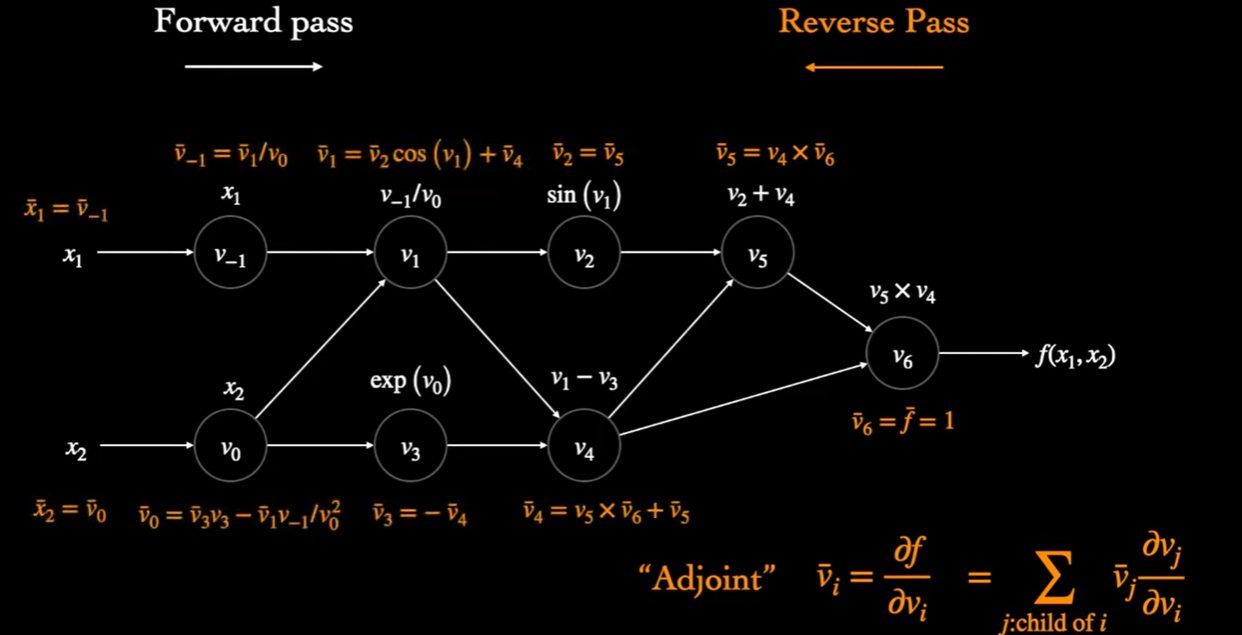 Forward pass
Reverse Pass
v̄₋₁ = v̄₁/v₀
v̄₁ = v̄₂ cos (v₁) + v̄₄
v̄₂ = v̄₅
v̄₅ = v₄ × v̄₆
x̄₁ = v̄₋₁
x₁
v₋₁/v₀
sin (v₁)
v₂ + v₄
x₁
v₋₁
v₁
v₂
v₅
v₅ × v₄
v₆
f(x₁, x₂)
x₂
exp (v₀)
v₁ − v₃
v̄₆ = f̄ = 1
x₂
v₀
v₃
v₄
x̄₂ = v̄₀
v̄₀ = v̄₃v₃ − v̄₁v₋₁/v₀²
v̄₃ = − v̄₄
v̄₄ = v₅ × v̄₆ + v̄₅
“Adjoint” v̄ᵢ = ∂f/∂vᵢ = ∑ v̄ⱼ ∂vⱼ/∂vᵢ
j:child of i